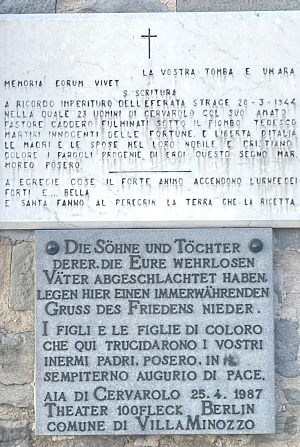 LA VOSTRA TOMBA E UN'ARA
MEMORIA EORUM VIVET
S. SCRITURA
A RICORDO IMPERITURO DELL'EFERATA STRAGE 20-3-1944
NELLA QUALE 23 UOMINI DI CERVAROLO COL SUO AMATO
PASTORE CADDERO FULMINATI SOTTO IL PIOMBO TEDESCO
MARTIRI INNOCENTI DELLE FORTUNE E LIBERTA D'ITALIA
LE MADRI E LE SPOSE NEL LORO NOBILE E CRISTIANO
DOLORE I PARGOLI PROGENIE DI EROI QUESTO SEGNO MAR
MOREO POSERO
A EGREGIE COSE IL FORTE ANIMO ACCENDONO L'URNE DEI
FORTI E.... BELLA
E SANTA FANNO AL PEREGRIN LA TERRA CHE LA RICETTA
DIE SÖHNE UND TÖCHTER
DERER, DIE EURE WEHRLOSEN
VÄTER ABGESCHLACHTET HABEN,
LEGEN HIER EINEN IMMERWÄHRENDEN
GRUSS DES FRIEDENS NIEDER.
I FIGLI E LE FIGLIE DI COLORO
CHE QUI TRUCIDARONO I VOSTRI
INERMI PADRI, POSERO, IN
SEMPITERNO AUGURIO DI PACE.
AIA DI CERVAROLO 25.4.1987
THEATER 100FLECK, BERLIN
COMUNE DI VILLA MINOZZO